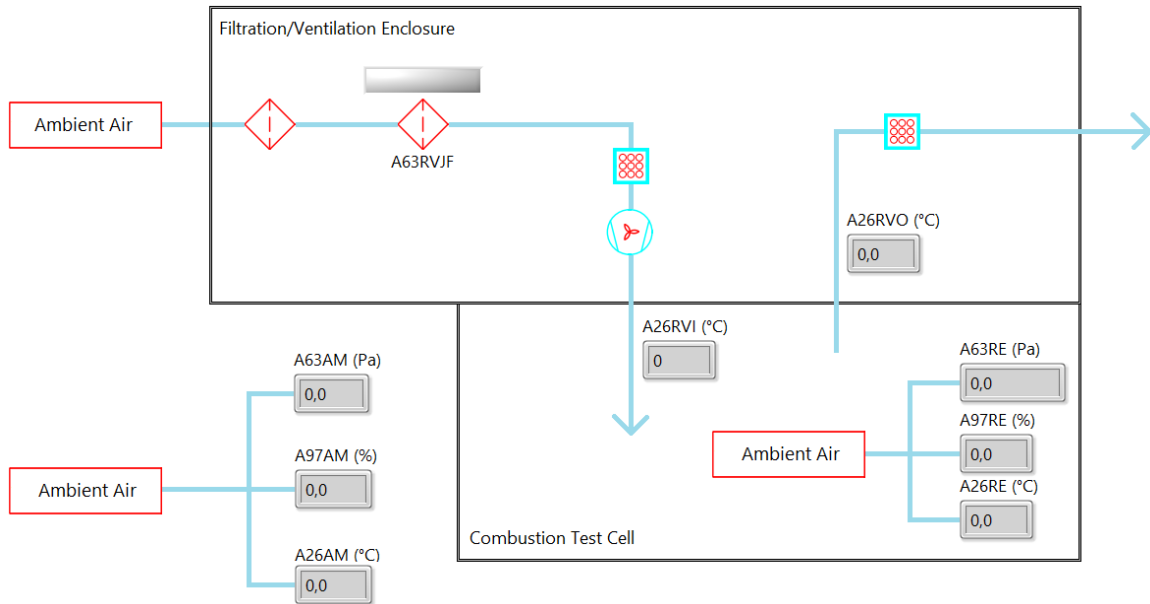 Filtration/Ventilation Enclosure
Ambient Air
A63RVJF
A26RVO (°C)
0,0
A26RVI (°C)
0
A63AM (Pa)
0,0
A97AM (%)
0,0
Ambient Air
A26AM (°C)
0,0
A63RE (Pa)
0,0
A97RE (%)
0,0
Ambient Air
A26RE (°C)
0,0
Combustion Test Cell